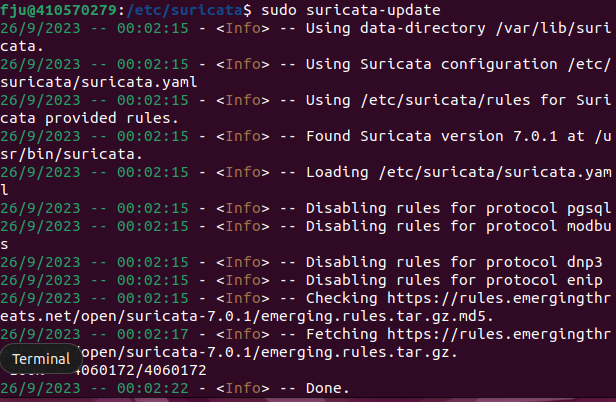 fju@410570279:/etc/suricata$ sudo suricata-update
26/9/2023 -- 00:02:15 - <Info> -- Using data-directory /var/lib/suri
cata.
26/9/2023 -- 00:02:15 - <Info> -- Using Suricata configuration /etc/
suricata/suricata.yaml
26/9/2023 -- 00:02:15 - <Info> -- Using /etc/suricata/rules for Suri
cata provided rules.
26/9/2023 -- 00:02:15 - <Info> -- Found Suricata version 7.0.1 at /u
sr/bin/suricata.
26/9/2023 -- 00:02:15 - <Info> -- Loading /etc/suricata/suricata.yam
l
26/9/2023 -- 00:02:15 - <Info> -- Disabling rules for protocol pgsql
26/9/2023 -- 00:02:15 - <Info> -- Disabling rules for protocol modbu
s
26/9/2023 -- 00:02:15 - <Info> -- Disabling rules for protocol dnp3
26/9/2023 -- 00:02:15 - <Info> -- Disabling rules for protocol enip
26/9/2023 -- 00:02:15 - <Info> -- Checking https://rules.emergingthr
eats.net/open/suricata-7.0.1/emerging.rules.tar.gz.md5.
26/9/2023 -- 00:02:17 - <Info> -- Fetching https://rules.emergingthr
/open/suricata-7.0.1/emerging.rules.tar.gz.
Terminal
4060172/4060172
26/9/2023 -- 00:02:22 - <Info> -- Done.